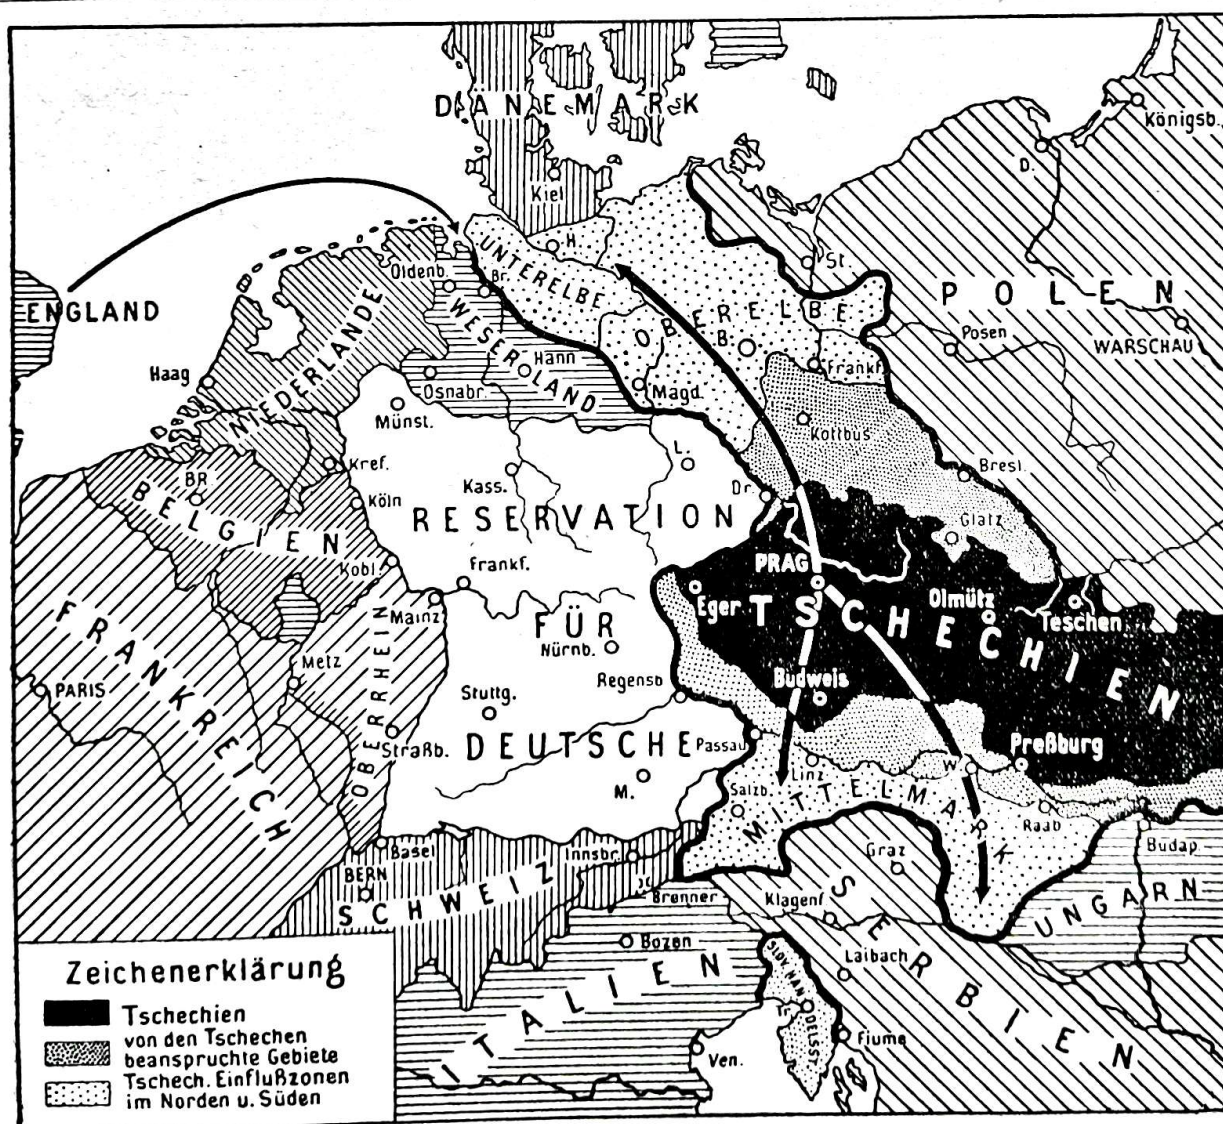 DÄNEMARK
Königsb.
D.
Kiel
H.
UNTERELBE
St
ENGLAND
Oldenb.
Br.
POLEN
NIEDERLANDE
WESERLAND
OBERELBE
B.
Posen
WARSCHAU
Haag
Hann
Osnabr.
Magd.
Frankf.
Münst.
Kottbus
Kref.
BR.
BELGIEN
Köln
Kass.
L.
Bresl.
Dr.
Glatz
RESERVATION
Kobl.
Frankf.
PRAG
Eger
TSCHECHIEN
Olmütz
Teschen
Mainz
FRANKREICH
OBERRHEIN
FÜR
Nürnb.
Metz
PARIS
Stuttg.
Regensb
Budweis
Straßb.
DEUTSCHE
Passau
Preßburg
M.
Linz
W.
Salzb.
MITTELMARK
Raab
Basel
Innsbr.
Graz
Budap.
BERN
SCHWEIZ
Brenner
Klagenf
UNGARN
Bozen
Laibach
SERBIEN
ITALIEN
Tr.
Ven.
Fiume
Zeichenerklärung
Tschechien
von den Tschechen
beanspruchte Gebiete
Tschech. Einflußzonen
im Norden u. Süden